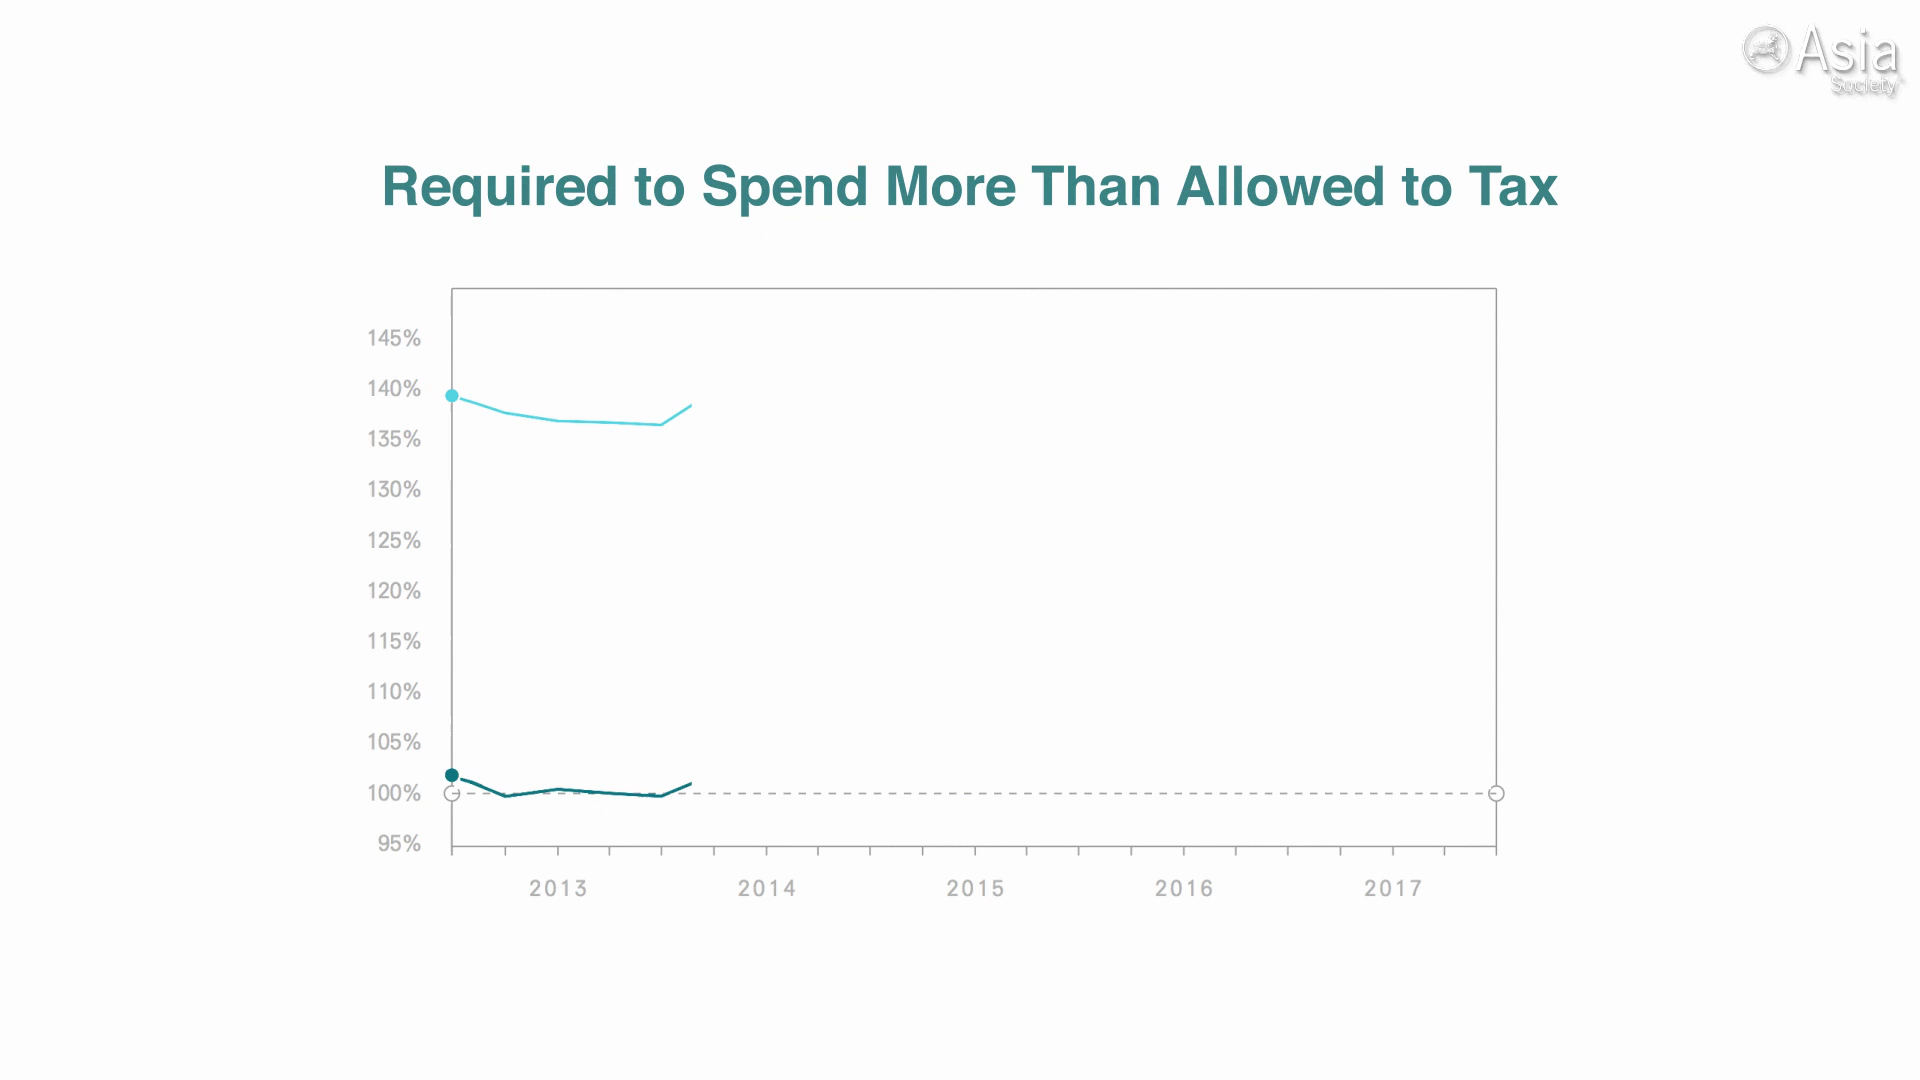 Asia
Society
Required to Spend More Than Allowed to Tax
145%
140%
135%
130%
125%
120%
115%
110%
105%
100%
95%
2013 2014 2015 2016 2017